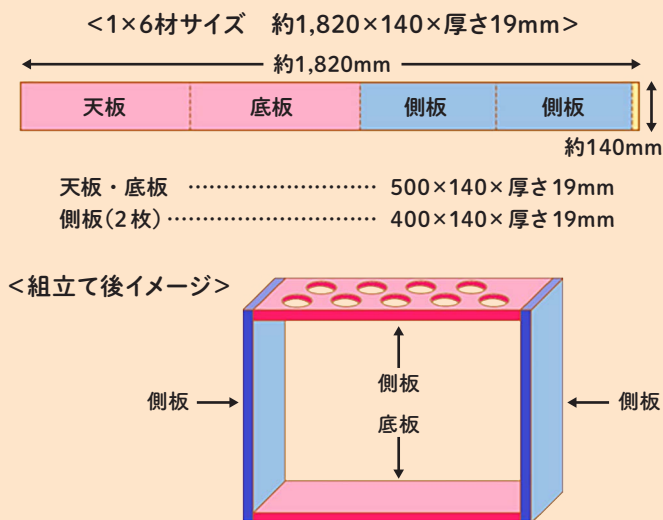 <1×6材サイズ　約1,820×140×厚さ19mm>
約1,820mm
天板　底板　側板　側板
約140mm
天板・底板 …………………… 500×140×厚さ19mm
側板(2枚)…………………… 400×140×厚さ19mm
<組立て後イメージ>
側板
側板
側板
底板